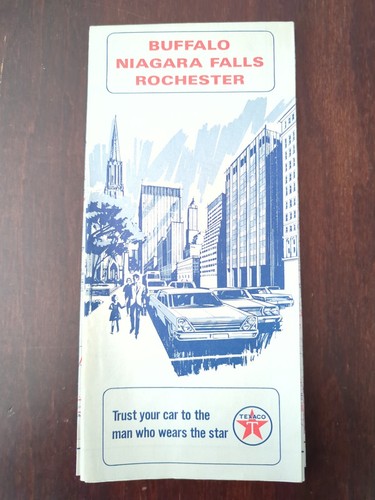 BUFFALO
NIAGARA FALLS
ROCHESTER
Trust your car to the
man who wears the star
TEXACO
T